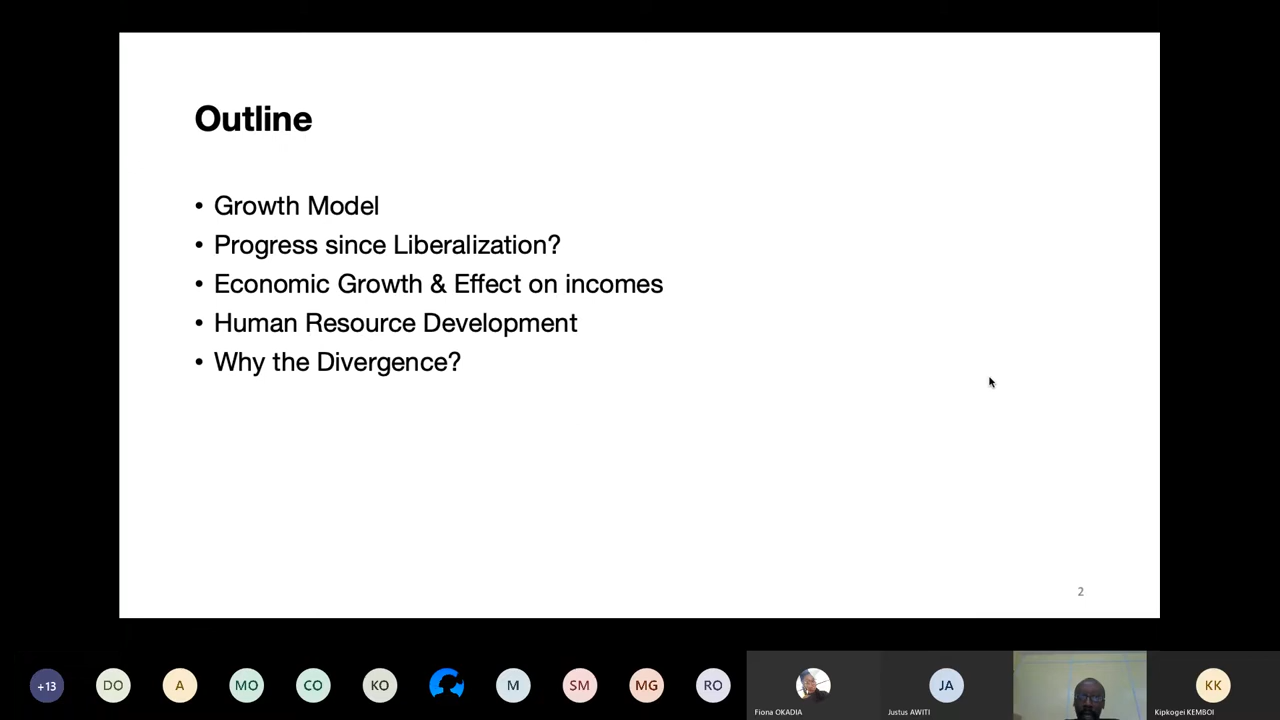 Outline
• Growth Model
• Progress since Liberalization?
• Economic Growth & Effect on incomes
• Human Resource Development
• Why the Divergence?
2
+13
DO
A
MO
CO
KO
M
SM
MG
RO
Fiona OKADIA
JA
Justus AWITI
KK
Kipkogei KEMBOI